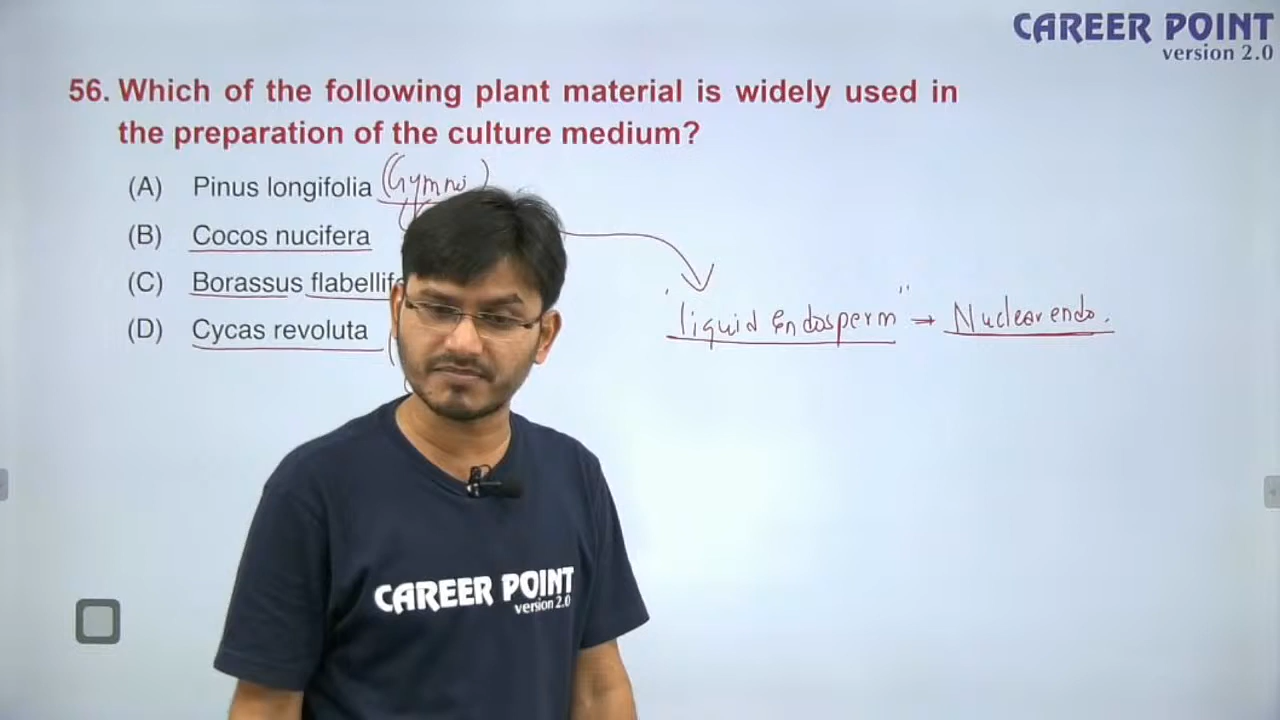 CAREER POINT
version 2.0
56. Which of the following plant material is widely used in
the preparation of the culture medium?
(A) Pinus longifolia (Gymno)
(B) Cocos nucifera
(C) Borassus flabellife
(D) Cycas revoluta
"liquid Endosperm" → Nuclear endo.
CAREER POINT
version 2.0